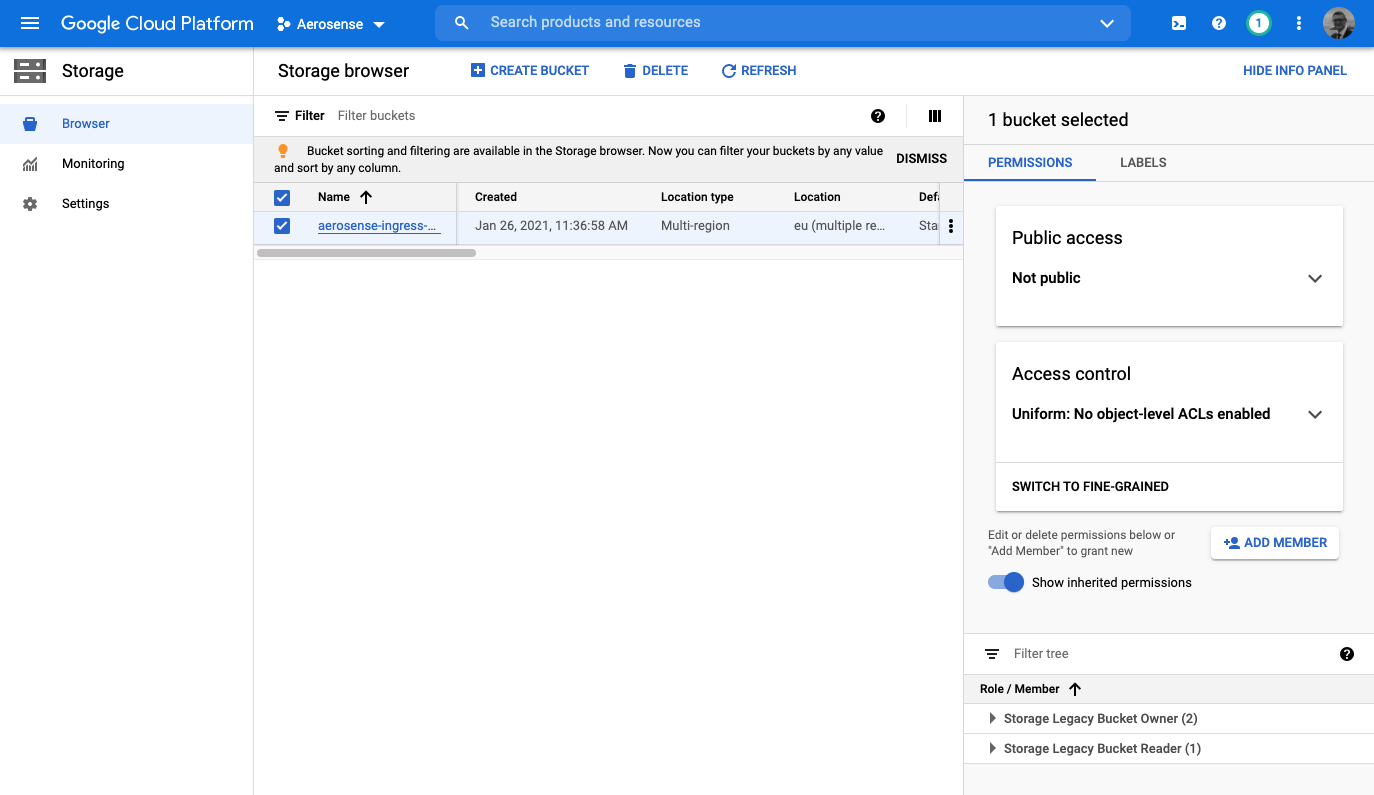 Google Cloud Platform
Aerosense
Search products and resources
1
Storage
Storage browser
CREATE BUCKET
DELETE
REFRESH
HIDE INFO PANEL
Browser
Monitoring
Settings
Filter
Filter buckets
Bucket sorting and filtering are available in the Storage browser. Now you can filter your buckets by any value
and sort by any column.
DISMISS
Name
Created
Location type
Location
Defa
aerosense-ingress-...
Jan 26, 2021, 11:36:58 AM
Multi-region
eu (multiple re...
Sta
1 bucket selected
PERMISSIONS
LABELS
Public access
Not public
Access control
Uniform: No object-level ACLs enabled
SWITCH TO FINE-GRAINED
Edit or delete permissions below or
"Add Member" to grant new
ADD MEMBER
Show inherited permissions
Filter tree
Role / Member
Storage Legacy Bucket Owner (2)
Storage Legacy Bucket Reader (1)